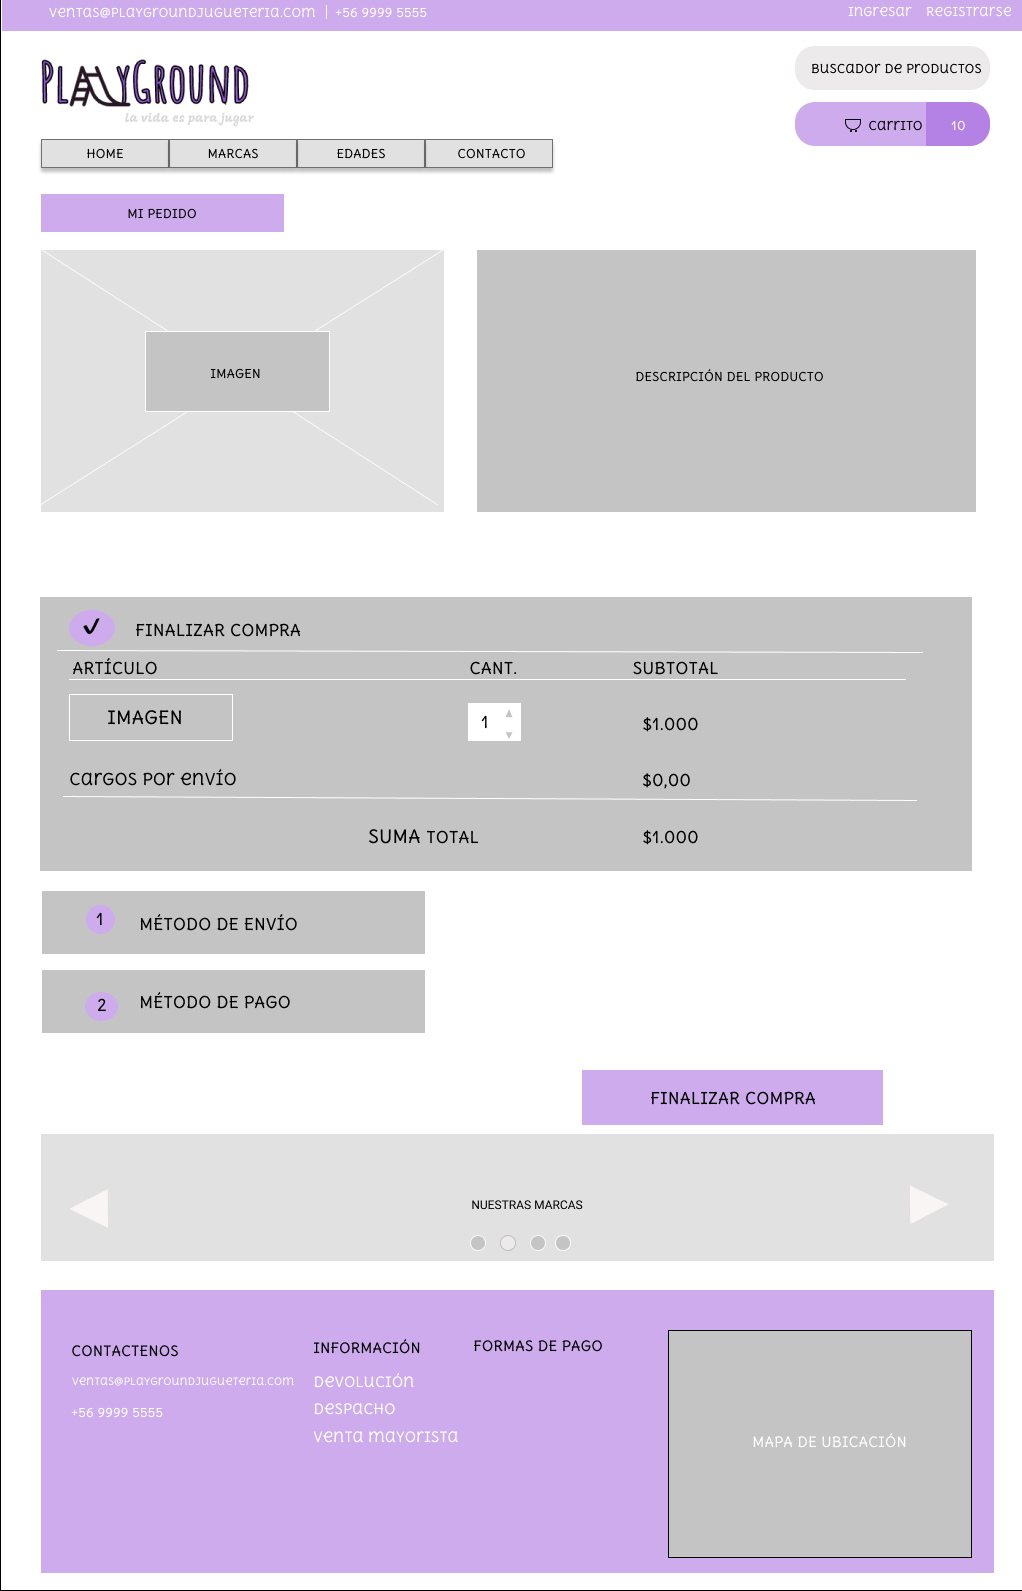 ventas@playgroundjugueteria.com | +56 9999 5555
Ingresar Registrarse
PLAYGROUND
la vida es para jugar
Buscador de productos
carrito 10
HOME MARCAS EDADES CONTACTO
MI PEDIDO
IMAGEN
DESCRIPCIÓN DEL PRODUCTO
FINALIZAR COMPRA
ARTÍCULO CANT. SUBTOTAL
IMAGEN 1 $1.000
cargos por envío $0,00
SUMA TOTAL $1.000
1 MÉTODO DE ENVÍO
2 MÉTODO DE PAGO
FINALIZAR COMPRA
NUESTRAS MARCAS
CONTACTENOS
ventas@playgroundjugueteria.com
+56 9999 5555
INFORMACIÓN
Devolución
Despacho
venta mayorista
FORMAS DE PAGO
MAPA DE UBICACIÓN